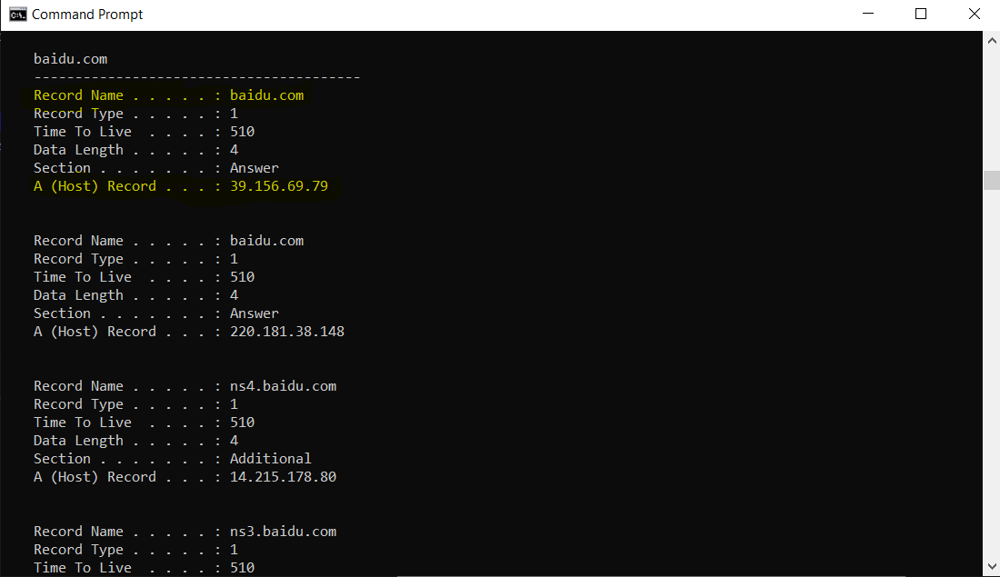 Command Prompt
baidu.com
----------------------------------------
Record Name . . . . . : baidu.com
Record Type . . . . . : 1
Time To Live  . . . . : 510
Data Length . . . . . : 4
Section . . . . . . . : Answer
A (Host) Record . . . : 39.156.69.79
Record Name . . . . . : baidu.com
Record Type . . . . . : 1
Time To Live  . . . . : 510
Data Length . . . . . : 4
Section . . . . . . . : Answer
A (Host) Record . . . : 220.181.38.148
Record Name . . . . . : ns4.baidu.com
Record Type . . . . . : 1
Time To Live  . . . . : 510
Data Length . . . . . : 4
Section . . . . . . . : Additional
A (Host) Record . . . : 14.215.178.80
Record Name . . . . . : ns3.baidu.com
Record Type . . . . . : 1
Time To Live  . . . . : 510